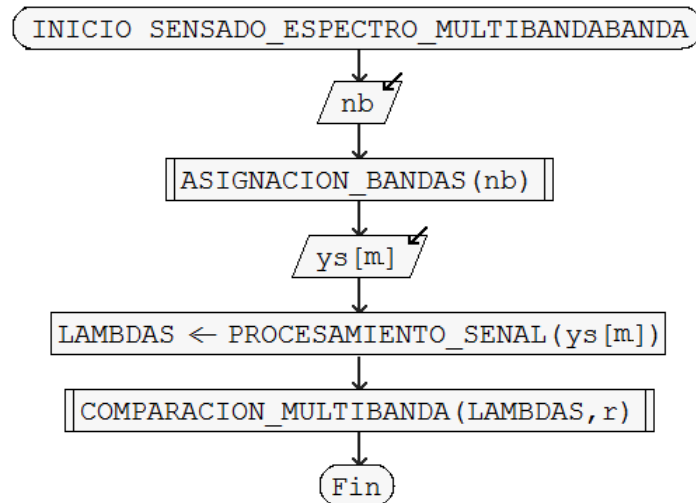 INICIO SENSADO_ESPECTRO_MULTIBANDABANDA
nb
ASIGNACION_BANDAS(nb)
ys[m]
LAMBDAS ← PROCESAMIENTO_SENAL(ys[m])
COMPARACION_MULTIBANDA(LAMBDAS,r)
Fin